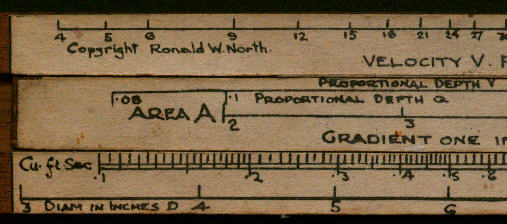 4 5 6 9 12 15 18 21 24 27
Copyright Ronald W. North.
VELOCITY V.
PROPORTIONAL DEPTH V
.08 .1 PROPORTIONAL DEPTH Q
AREA A 2 3
GRADIENT ONE
Cu. ft Sec .1 .2 .3 .4 .5 .6
3 DIAM IN INCHES D 4 5 6